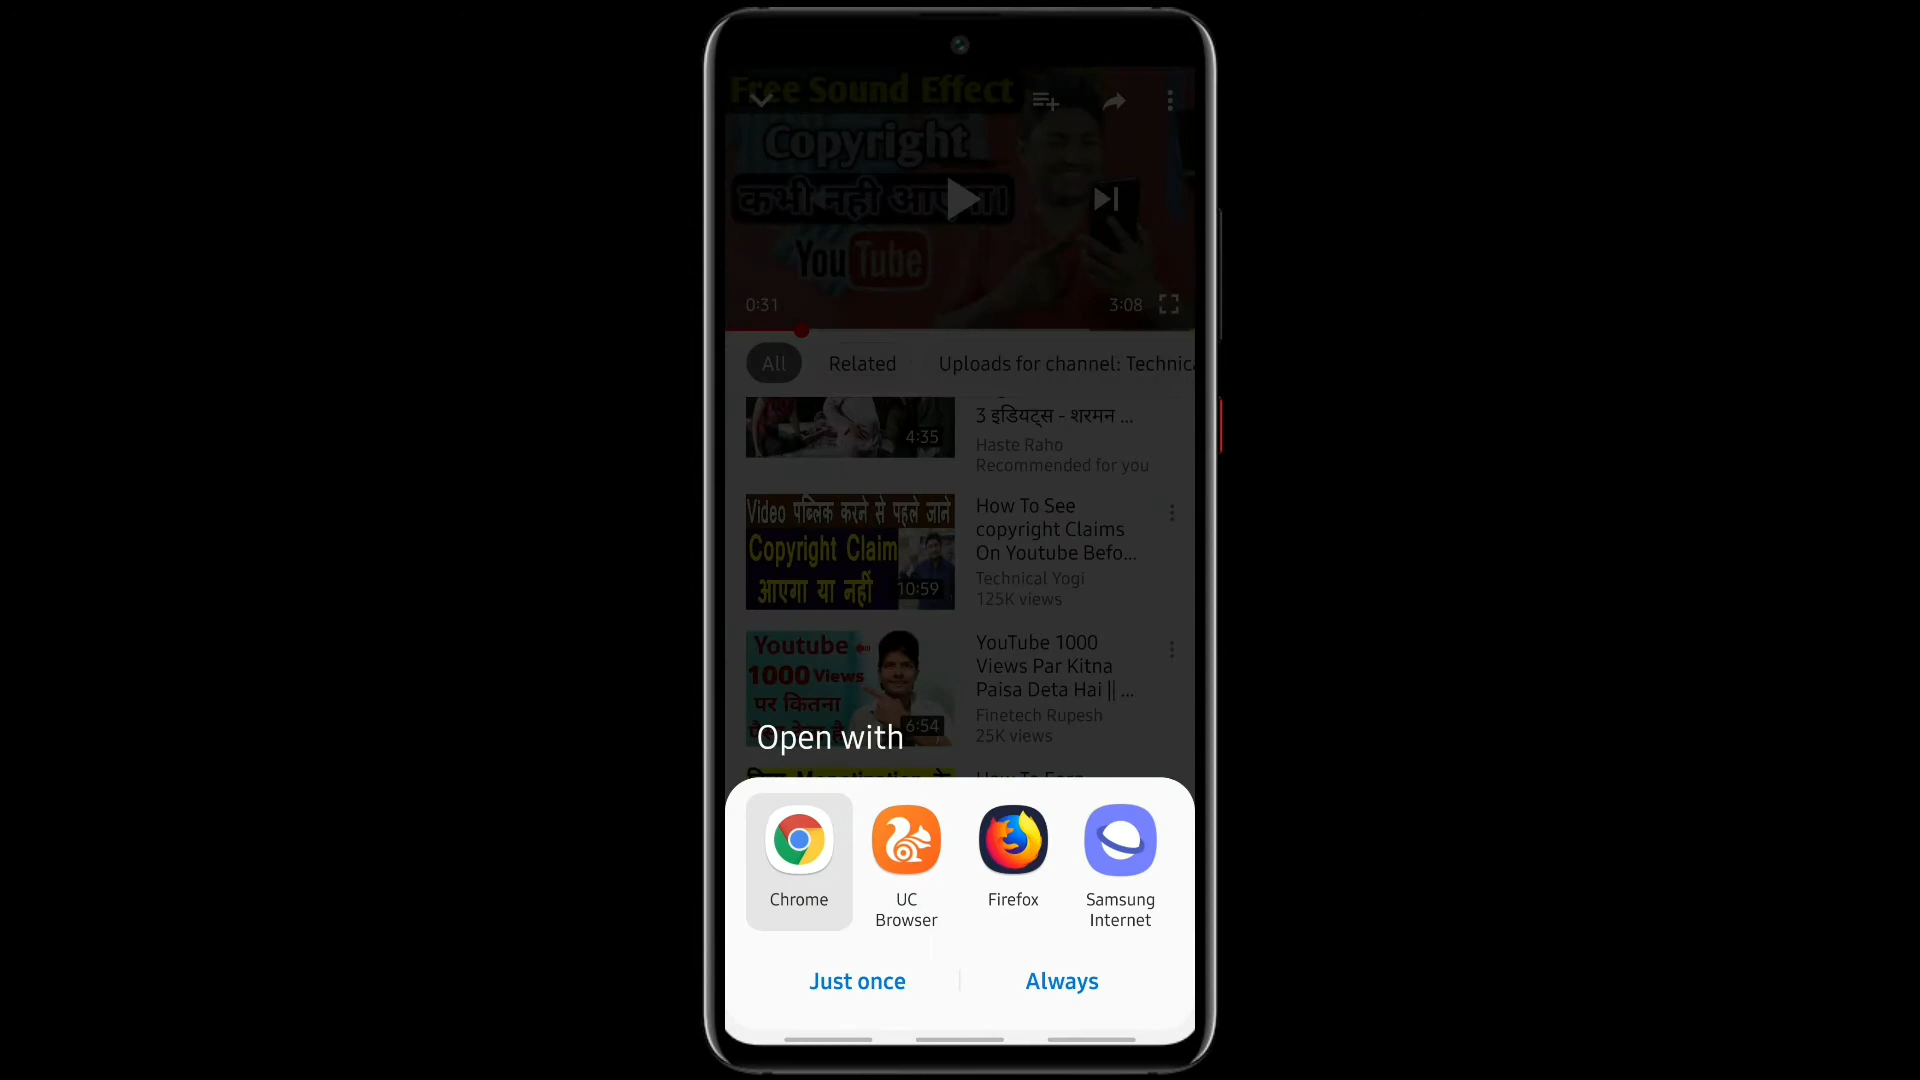 Free Sound Effect
Copyright
कभी नही आएगा।
YouTube
0:31
3:08
All
Related
Uploads for channel: Technica
3 इडियट्स - शरमन ...
4:35
Haste Raho
Recommended for you
Video पब्लिक करने से पहले जाने
Copyright Claim
आएगा या नहीं
10:59
How To See
copyright Claims
On Youtube Befo...
Technical Yogi
125K views
Youtube
1000 Views
पर कितना
6:54
YouTube 1000
Views Par Kitna
Paisa Deta Hai || ...
Finetech Rupesh
25K views
Open with
Chrome
UC
Browser
Firefox
Samsung
Internet
Just once
Always